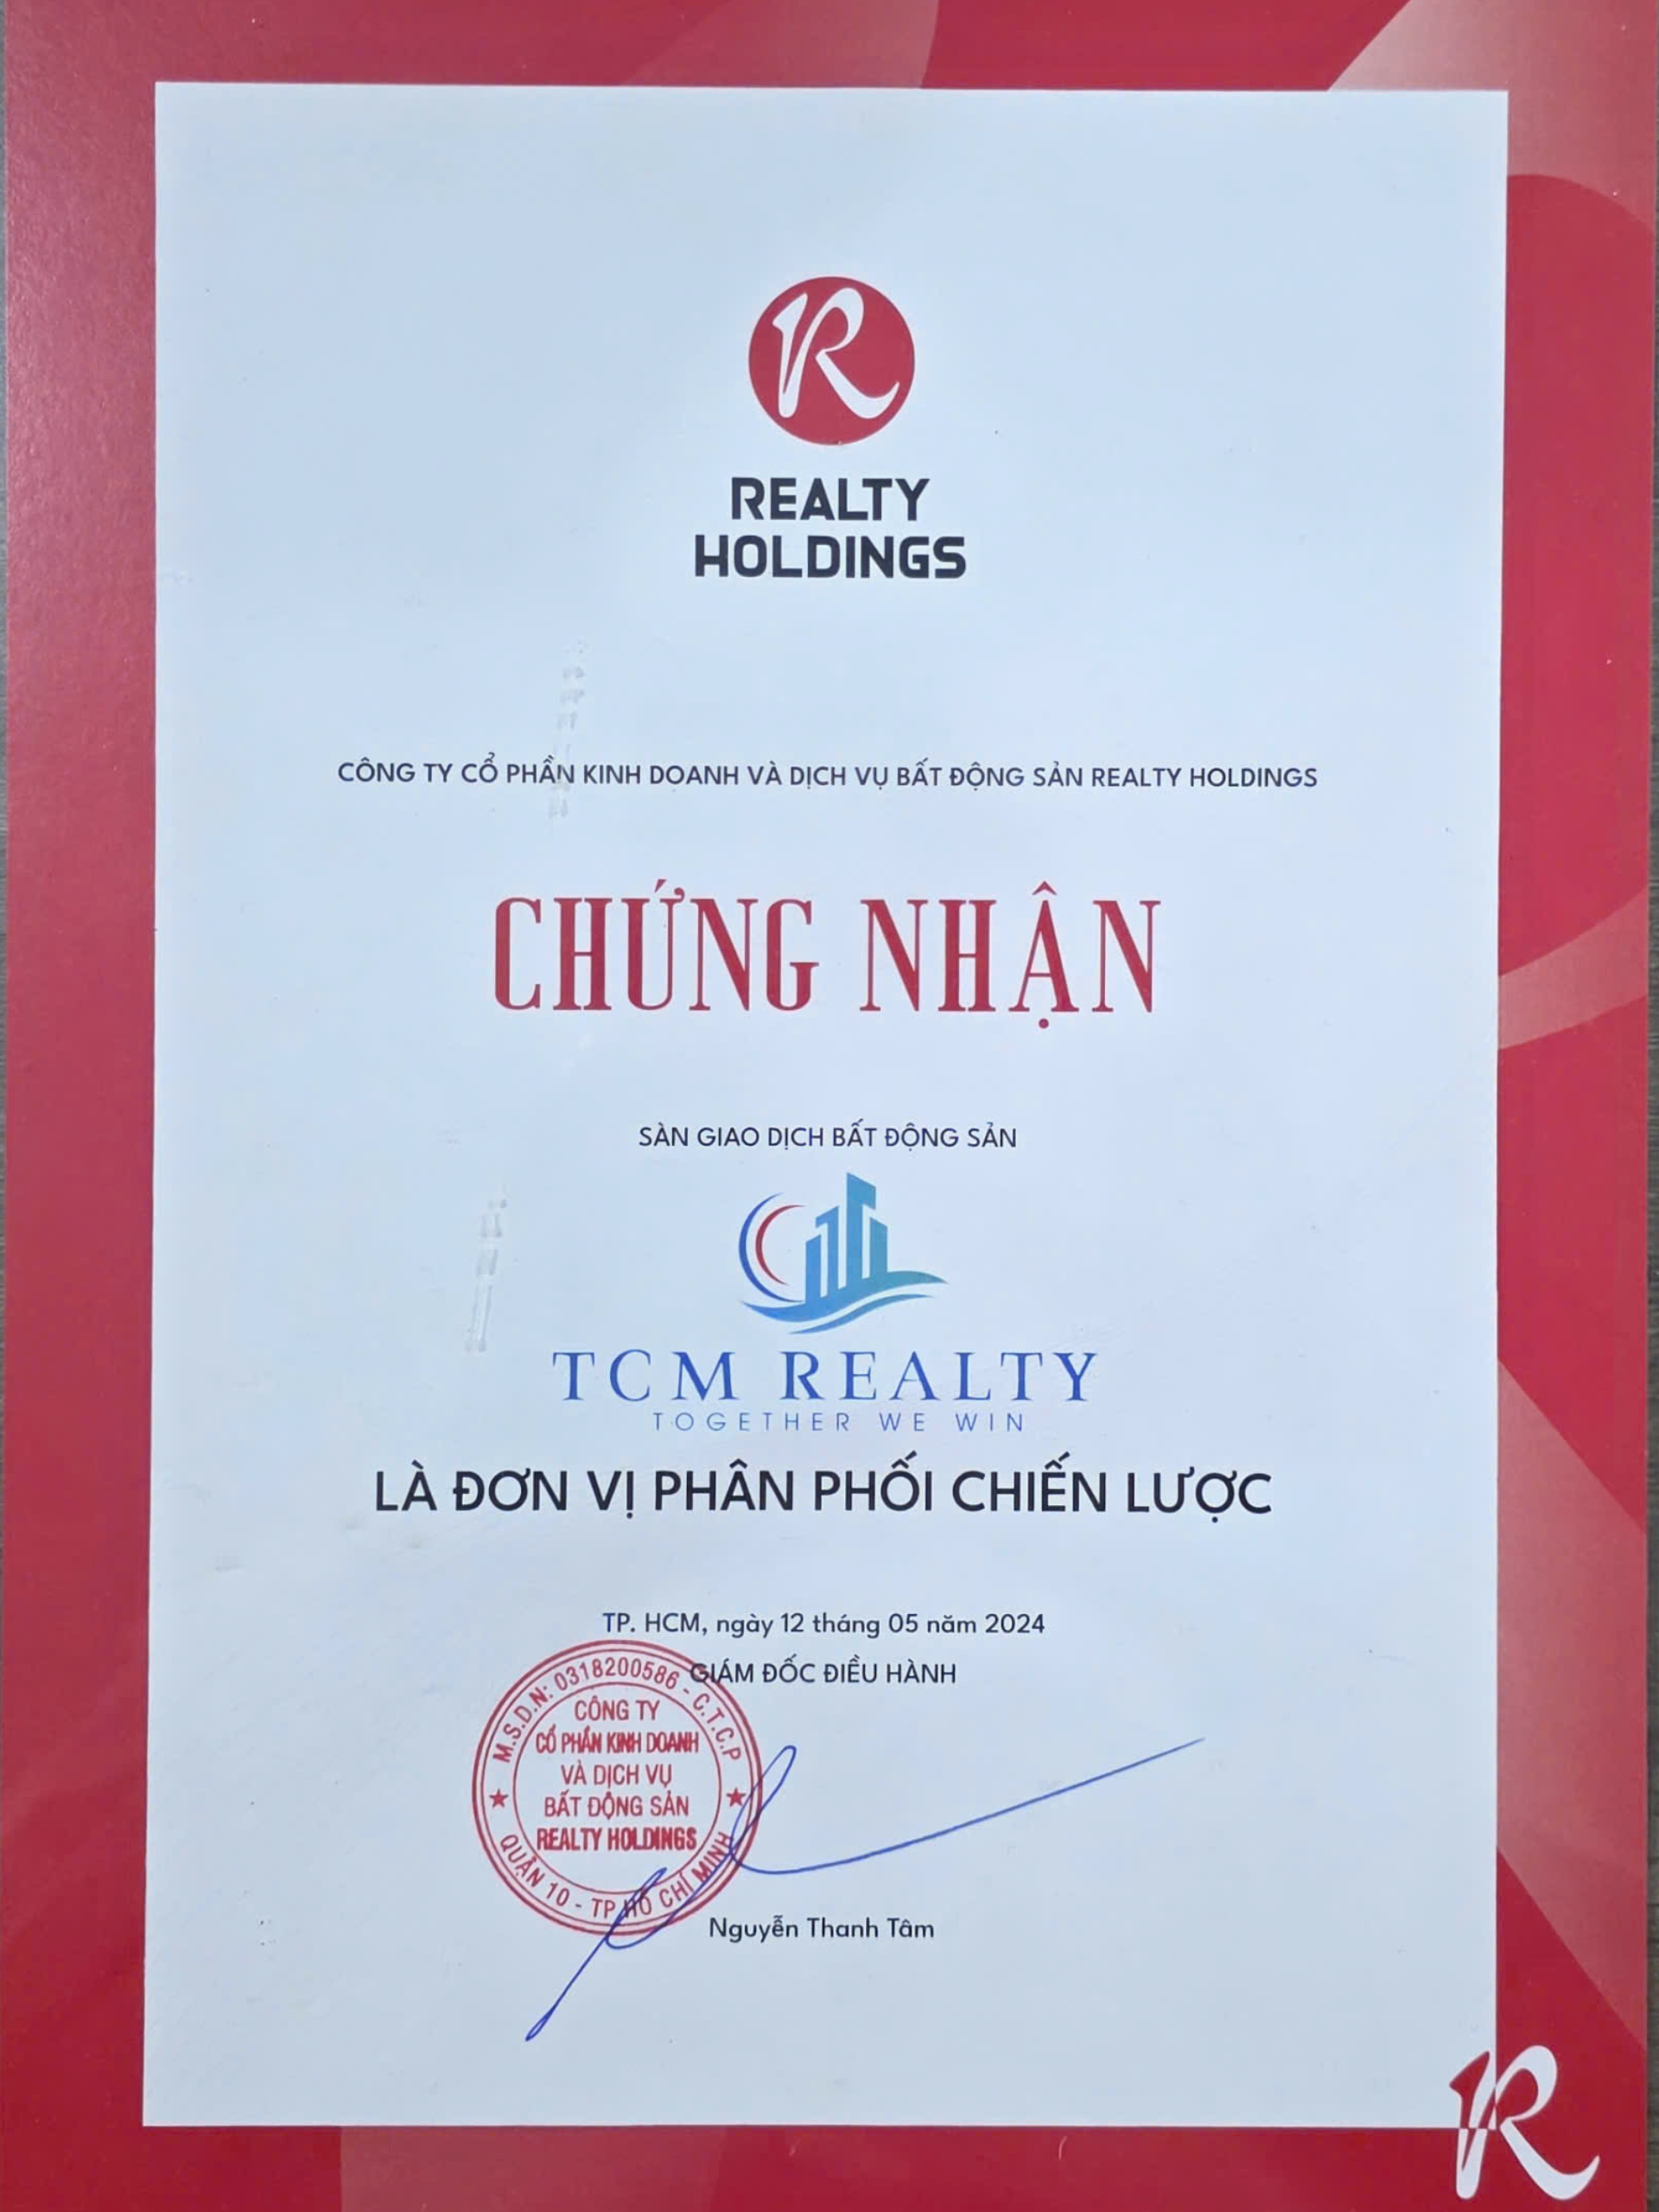 R
REALTY
HOLDINGS
CÔNG TY CỔ PHẦN KINH DOANH VÀ DỊCH VỤ BẤT ĐỘNG SẢN REALTY HOLDINGS
CHỨNG NHẬN
SÀN GIAO DỊCH BẤT ĐỘNG SẢN
TCM REALTY
TOGETHER WE WIN
LÀ ĐƠN VỊ PHÂN PHỐI CHIẾN LƯỢC
TP. HCM, ngày 12 tháng 05 năm 2024
GIÁM ĐỐC ĐIỀU HÀNH
M.S.D.N: 0318200586 - C.T.C.P
CÔNG TY
CỔ PHẦN KINH DOANH
VÀ DỊCH VỤ
BẤT ĐỘNG SẢN
REALTY HOLDINGS
QUẬN 10 - TP HỒ CHÍ MINH
Nguyễn Thanh Tâm
R